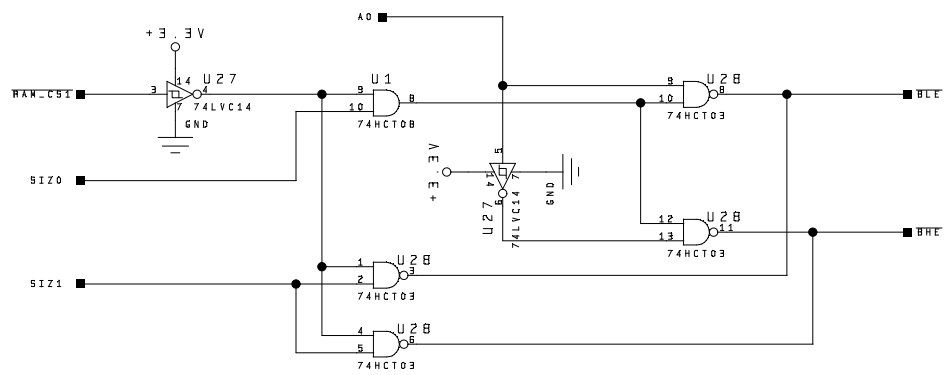 A0
+3.3V
U27
14
RAM_CS1
3
4
74LVC14
7
GND
U1
9
8
10
74HCT08
U28
9
8
10
74HCT03
BLE
SIZ0
5
+3.3V
14
7
GND
6
U27
74LVC14
U28
12
11
13
74HCT03
BHE
SIZ1
U28
1
3
2
74HCT03
U28
4
6
5
74HCT03